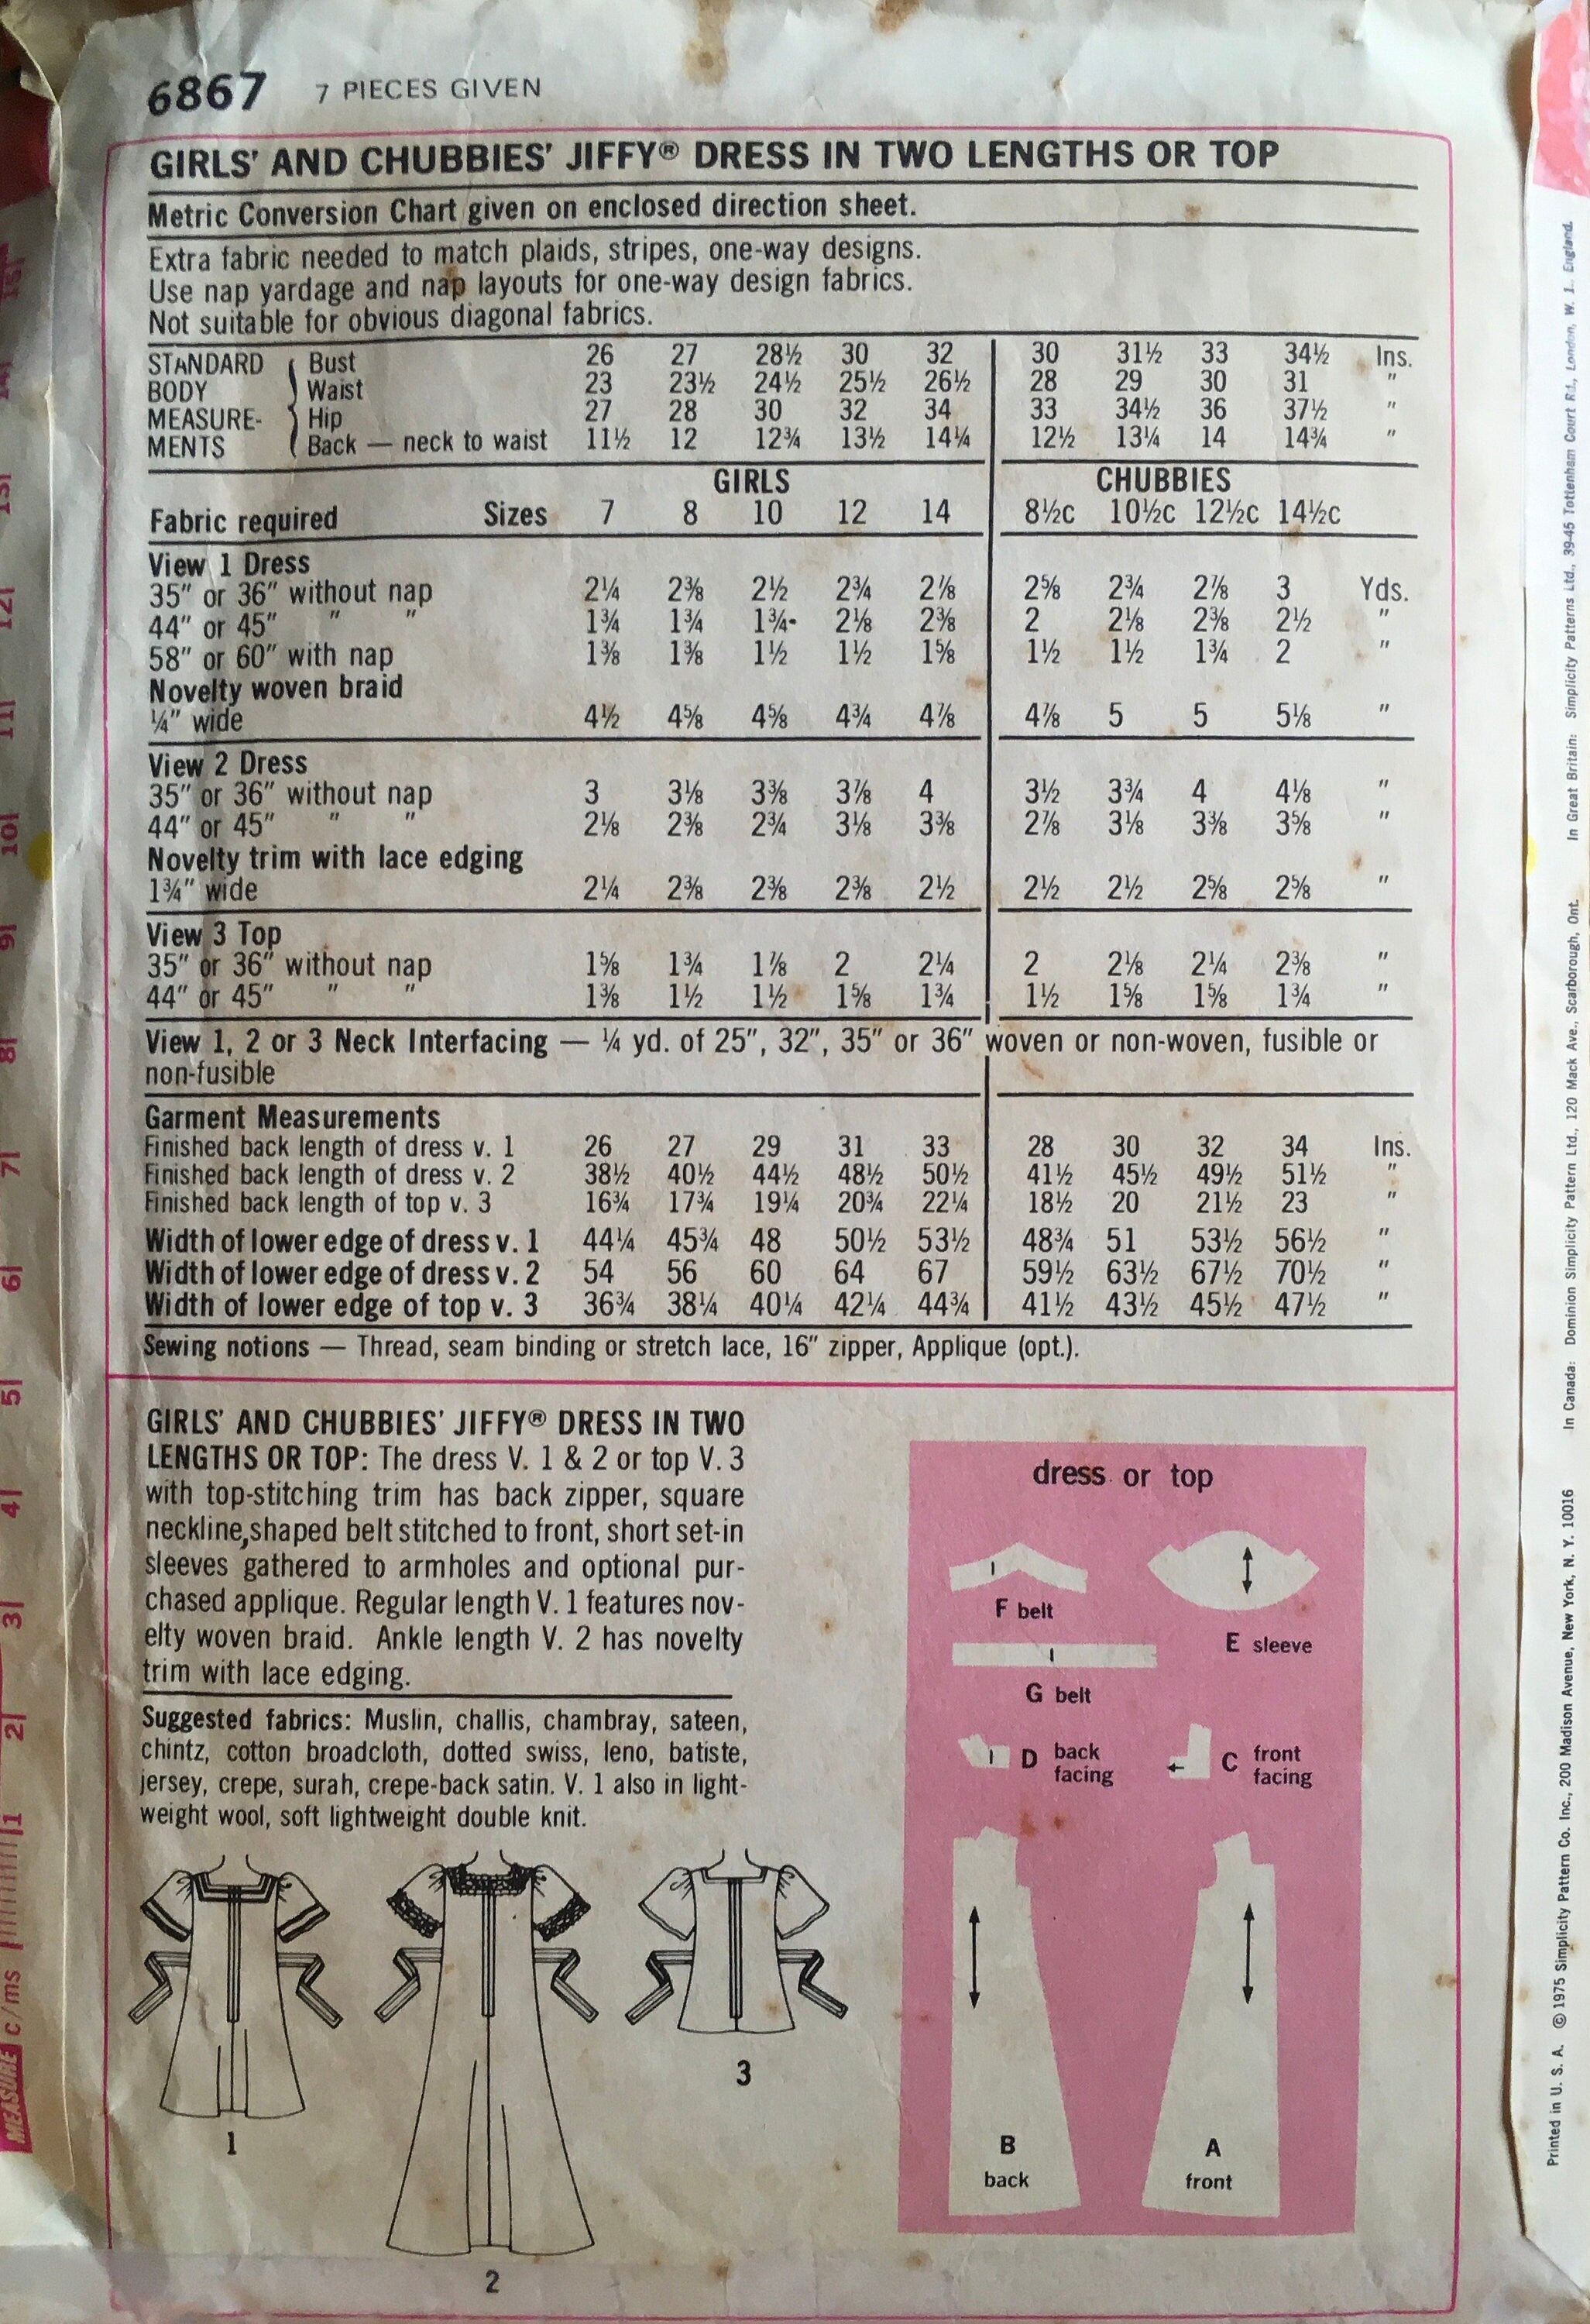 6867 7 PIECES GIVEN
GIRLS' AND CHUBBIES' JIFFY® DRESS IN TWO LENGTHS OR TOP
Metric Conversion Chart given on enclosed direction sheet.
Extra fabric needed to match plaids, stripes, one-way designs.
Use nap yardage and nap layouts for one-way design fabrics.
Not suitable for obvious diagonal fabrics.
STANDARD Bust 26 27 28½ 30 32 30 31½ 33 34½ Ins.
BODY Waist 23 23½ 24½ 25½ 26½ 28 29 30 31 "
MEASURE- Hip 27 28 30 32 34 33 34½ 36 37½ "
MENTS Back — neck to waist 11½ 12 12¾ 13½ 14¼ 12½ 13¼ 14 14¾ "
GIRLS CHUBBIES
Fabric required Sizes 7 8 10 12 14 8½c 10½c 12½c 14½c
View 1 Dress
35" or 36" without nap 2¼ 2⅜ 2½ 2¾ 2⅞ 2⅝ 2¾ 2⅞ 3 Yds.
44" or 45" " " 1¾ 1¾ 1¾ 2⅛ 2⅜ 2 2⅛ 2⅜ 2½ "
58" or 60" with nap 1⅜ 1⅜ 1½ 1½ 1⅝ 1½ 1½ 1¾ 2 "
Novelty woven braid
¼" wide 4½ 4⅝ 4⅝ 4¾ 4⅞ 4⅞ 5 5 5⅛ "
View 2 Dress
35" or 36" without nap 3 3⅛ 3⅜ 3⅞ 4 3½ 3¾ 4 4⅛ "
44" or 45" " " 2⅛ 2⅜ 2¾ 3⅛ 3⅜ 2⅞ 3⅛ 3⅜ 3⅝ "
Novelty trim with lace edging
1¾" wide 2¼ 2⅜ 2⅜ 2⅜ 2½ 2½ 2½ 2⅝ 2⅝ "
View 3 Top
35" or 36" without nap 1⅝ 1¾ 1⅞ 2 2¼ 2 2⅛ 2¼ 2⅜ "
44" or 45" " " 1⅜ 1½ 1½ 1⅝ 1¾ 1½ 1⅝ 1⅝ 1¾ "
View 1, 2 or 3 Neck Interfacing — ¼ yd. of 25", 32", 35" or 36" woven or non-woven, fusible or
non-fusible
Garment Measurements
Finished back length of dress v. 1 26 27 29 31 33 28 30 32 34 Ins.
Finished back length of dress v. 2 38½ 40½ 44½ 48½ 50½ 41½ 45½ 49½ 51½ "
Finished back length of top v. 3 16¾ 17¾ 19¼ 20¾ 22¼ 18½ 20 21½ 23 "
Width of lower edge of dress v. 1 44¼ 45¾ 48 50½ 53½ 48¾ 51 53½ 56½ "
Width of lower edge of dress v. 2 54 56 60 64 67 59½ 63½ 67½ 70½ "
Width of lower edge of top v. 3 36¾ 38¼ 40¼ 42¼ 44¾ 41½ 43½ 45½ 47½ "
Sewing notions — Thread, seam binding or stretch lace, 16" zipper, Applique (opt.).
GIRLS' AND CHUBBIES' JIFFY® DRESS IN TWO
LENGTHS OR TOP: The dress V. 1 & 2 or top V. 3
with top-stitching trim has back zipper, square
neckline, shaped belt stitched to front, short set-in
sleeves gathered to armholes and optional pur-
chased applique. Regular length V. 1 features nov-
elty woven braid. Ankle length V. 2 has novelty
trim with lace edging.
Suggested fabrics: Muslin, challis, chambray, sateen,
chintz, cotton broadcloth, dotted swiss, leno, batiste,
jersey, crepe, surah, crepe-back satin. V. 1 also in light-
weight wool, soft lightweight double knit.
1
2
3
dress or top
F belt
E sleeve
G belt
D back
facing
C front
facing
B
back
A
front
Printed in U. S. A. © 1975 Simplicity Pattern Co. Inc., 200 Madison Avenue, New York, N. Y. 10016 In Canada: Dominion Simplicity Pattern Ltd., 120 Mack Ave., Scarborough, Ont. In Great Britain: Simplicity Patterns Ltd., 39-45 Tottenham Court Rd., London, W. 1. England.
MEASURE c/ms 1 2 3 4 5 6 7 8 9 10 11 12 13